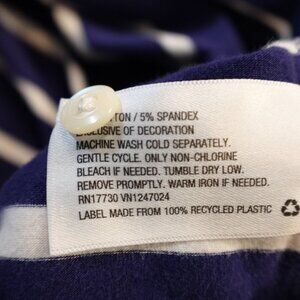 / 5% SPANDEX
OF DECORATION
MACHINE WASH COLD SEPARATELY.
GENTLE CYCLE. ONLY NON-CHLORINE
BLEACH IF NEEDED. TUMBLE DRY LOW.
REMOVE PROMPTLY. WARM IRON IF NEEDED.
RN17730 VN1247024
LABEL MADE FROM 100% RECYCLED PLASTIC